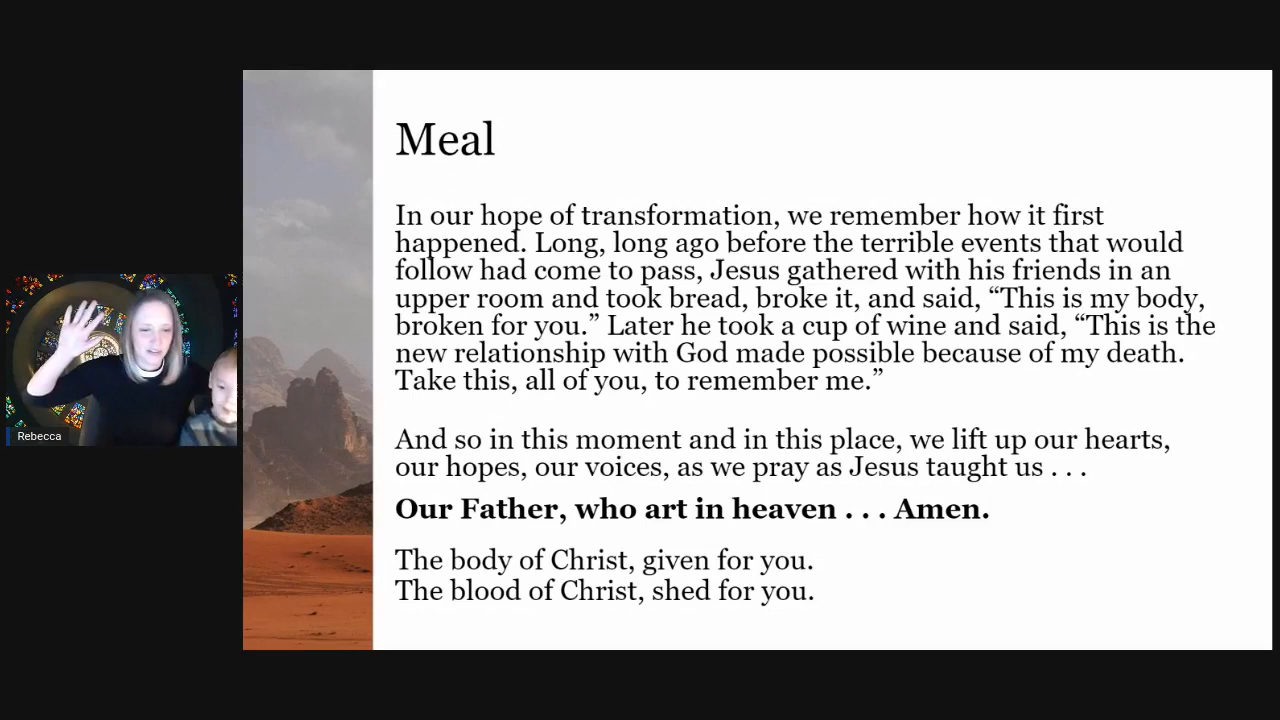 Meal
In our hope of transformation, we remember how it first
happened. Long, long ago before the terrible events that would
follow had come to pass, Jesus gathered with his friends in an
upper room and took bread, broke it, and said, “This is my body,
broken for you.” Later he took a cup of wine and said, “This is the
new relationship with God made possible because of my death.
Take this, all of you, to remember me.”
And so in this moment and in this place, we lift up our hearts,
our hopes, our voices, as we pray as Jesus taught us . . .
Our Father, who art in heaven . . . Amen.
The body of Christ, given for you.
The blood of Christ, shed for you.
Rebecca